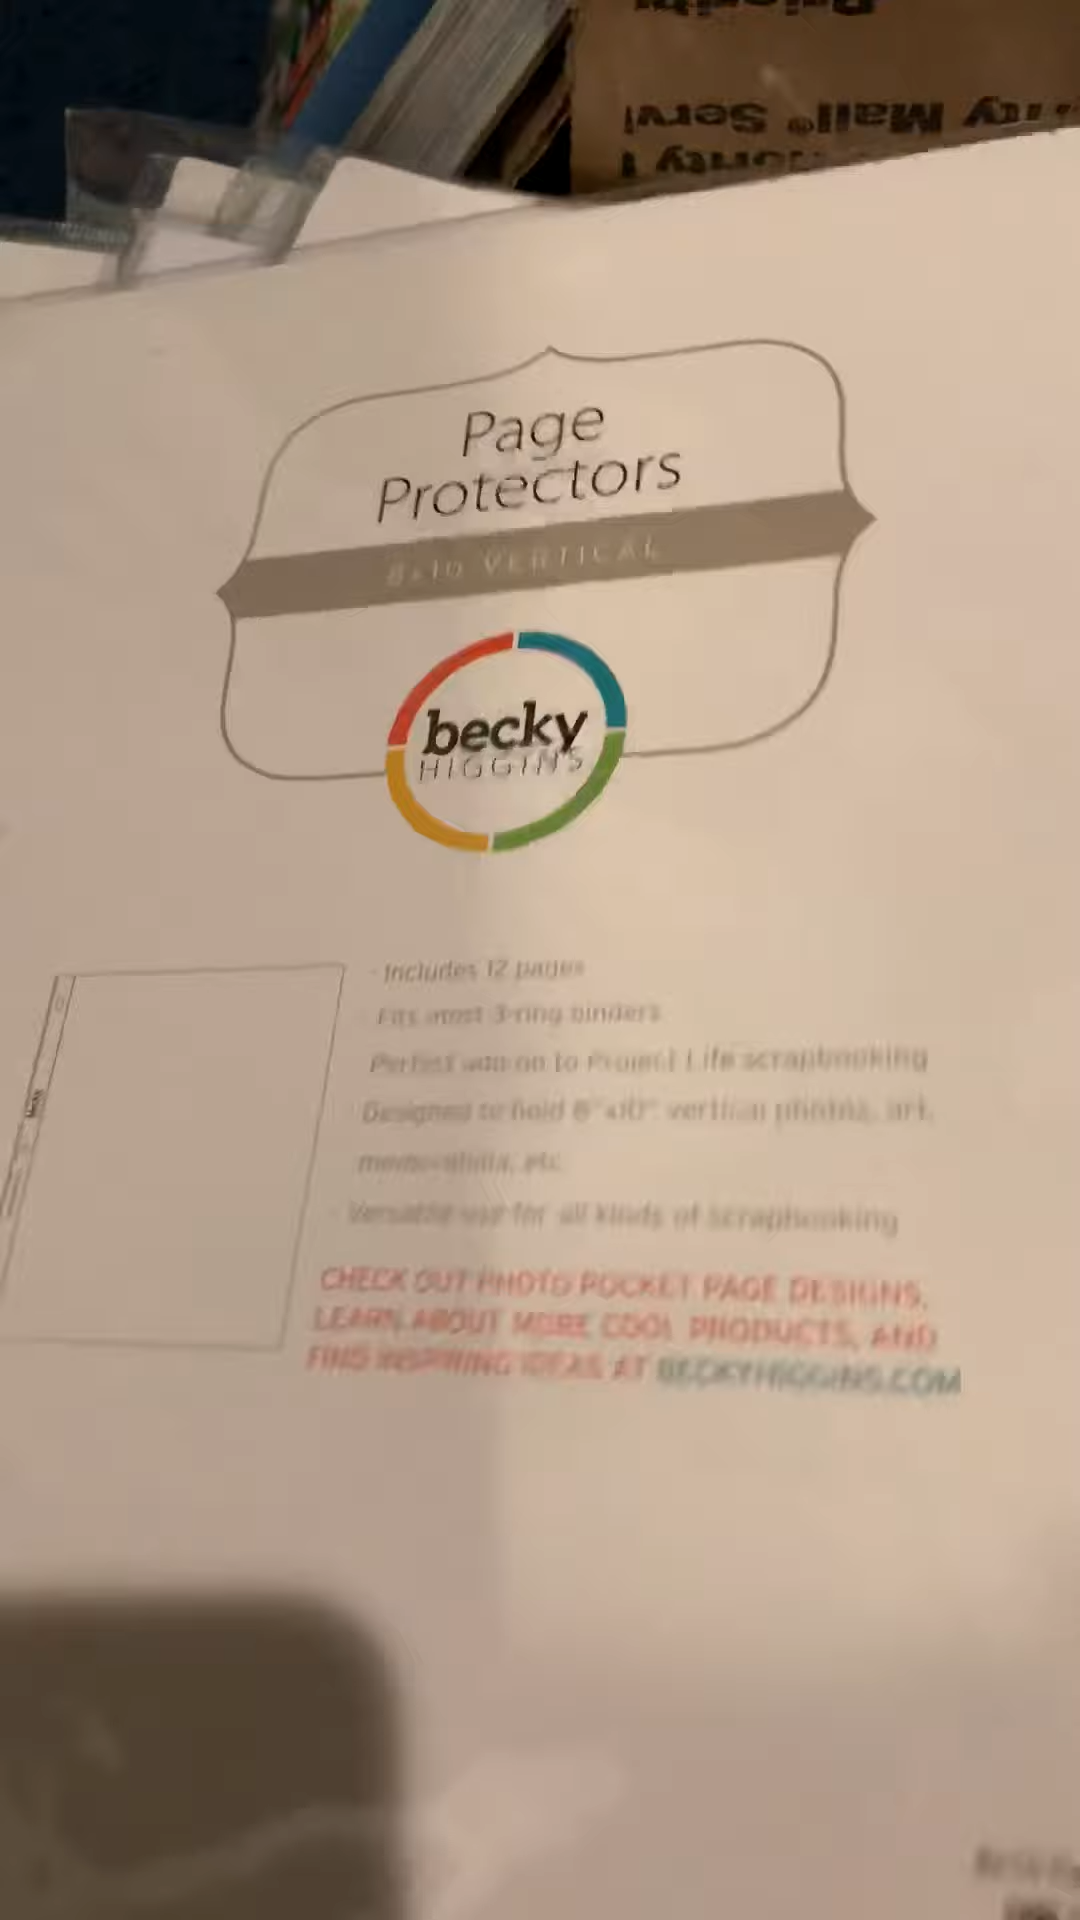 Mail® Serv
Page
Protectors
8x10 VERTICAL
becky
HIGGINS
- Includes 12 pages
- Fits most 3-ring binders
- Perfect add-on to Project Life scrapbooking
- Designed to hold 8"x10" vertical photos, art,
memorabilia, etc.
- Versatile use for all kinds of scrapbooking
CHECK OUT PHOTO POCKET PAGE DESIGNS,
LEARN ABOUT MORE COOL PRODUCTS, AND
FIND INSPIRING IDEAS AT BECKYHIGGINS.COM